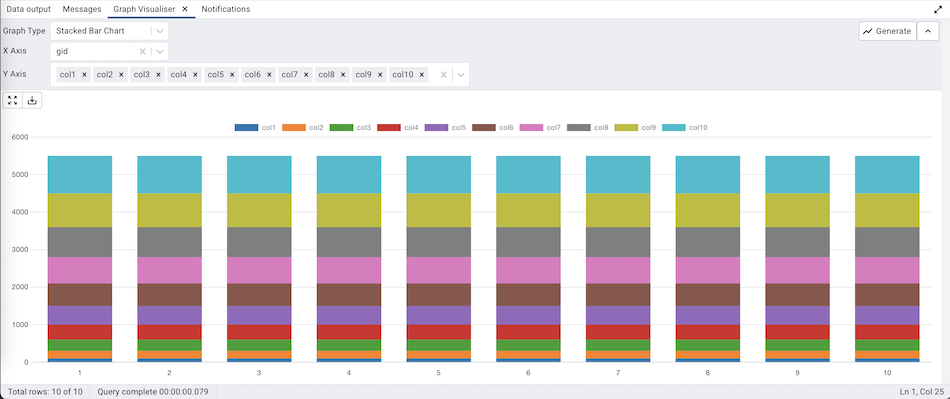 Data output Messages Graph Visualiser × Notifications
Graph Type Stacked Bar Chart Generate
X Axis gid
Y Axis col1 × col2 × col3 × col4 × col5 × col6 × col7 × col8 × col9 × col10 ×
col1 col2 col3 col4 col5 col6 col7 col8 col9 col10
6000
5000
4000
3000
2000
1000
0
1 2 3 4 5 6 7 8 9 10
Total rows: 10 of 10 Query complete 00:00:00.079 Ln 1, Col 25